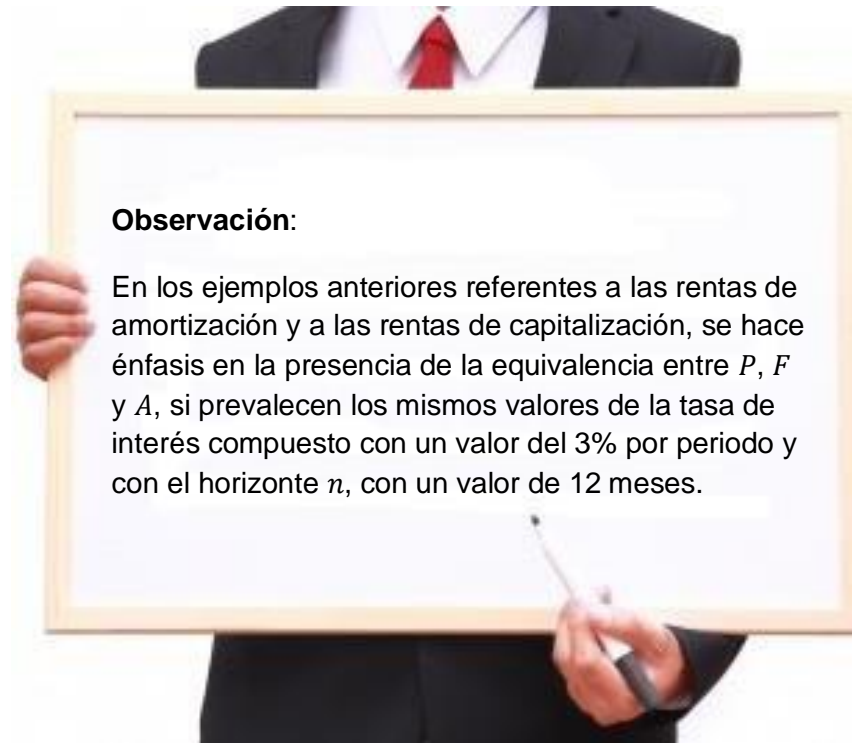 Observación:
En los ejemplos anteriores referentes a las rentas de
amortización y a las rentas de capitalización, se hace
énfasis en la presencia de la equivalencia entre P, F
y A, si prevalecen los mismos valores de la tasa de
interés compuesto con un valor del 3% por periodo y
con el horizonte n, con un valor de 12 meses.